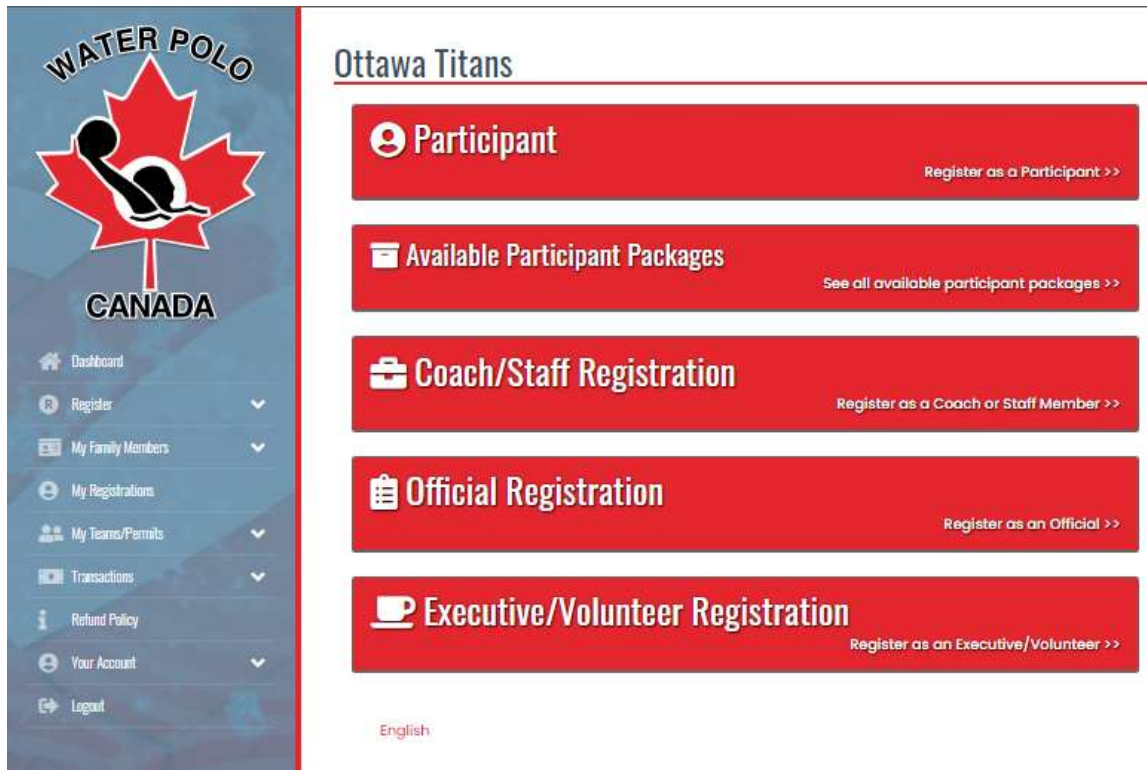 WATER POLO
CANADA
Dashboard
Register
My Family Members
My Registrations
My Teams/Permits
Transactions
Refund Policy
Your Account
Logout
Ottawa Titans
Participant
Register as a Participant >>
Available Participant Packages
See all available participant packages >>
Coach/Staff Registration
Register as a Coach or Staff Member >>
Official Registration
Register as an Official >>
Executive/Volunteer Registration
Register as an Executive/Volunteer >>
English